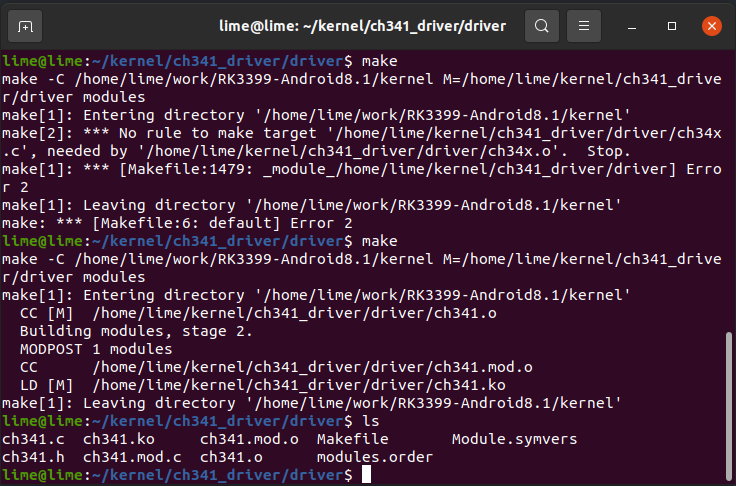 lime@lime: ~/kernel/ch341_driver/driver
lime@lime:~/kernel/ch341_driver/driver$ make
make -C /home/lime/work/RK3399-Android8.1/kernel M=/home/lime/kernel/ch341_drive
r/driver modules
make[1]: Entering directory '/home/lime/work/RK3399-Android8.1/kernel'
make[2]: *** No rule to make target '/home/lime/kernel/ch341_driver/driver/ch34x
.c', needed by '/home/lime/kernel/ch341_driver/driver/ch34x.o'.  Stop.
make[1]: *** [Makefile:1479: _module_/home/lime/kernel/ch341_driver/driver] Erro
r 2
make[1]: Leaving directory '/home/lime/work/RK3399-Android8.1/kernel'
make: *** [Makefile:6: default] Error 2
lime@lime:~/kernel/ch341_driver/driver$ make
make -C /home/lime/work/RK3399-Android8.1/kernel M=/home/lime/kernel/ch341_drive
r/driver modules
make[1]: Entering directory '/home/lime/work/RK3399-Android8.1/kernel'
  CC [M]  /home/lime/kernel/ch341_driver/driver/ch341.o
  Building modules, stage 2.
  MODPOST 1 modules
  CC      /home/lime/kernel/ch341_driver/driver/ch341.mod.o
  LD [M]  /home/lime/kernel/ch341_driver/driver/ch341.ko
make[1]: Leaving directory '/home/lime/work/RK3399-Android8.1/kernel'
lime@lime:~/kernel/ch341_driver/driver$ ls
ch341.c  ch341.ko     ch341.mod.o  Makefile       Module.symvers
ch341.h  ch341.mod.c  ch341.o      modules.order
lime@lime:~/kernel/ch341_driver/driver$